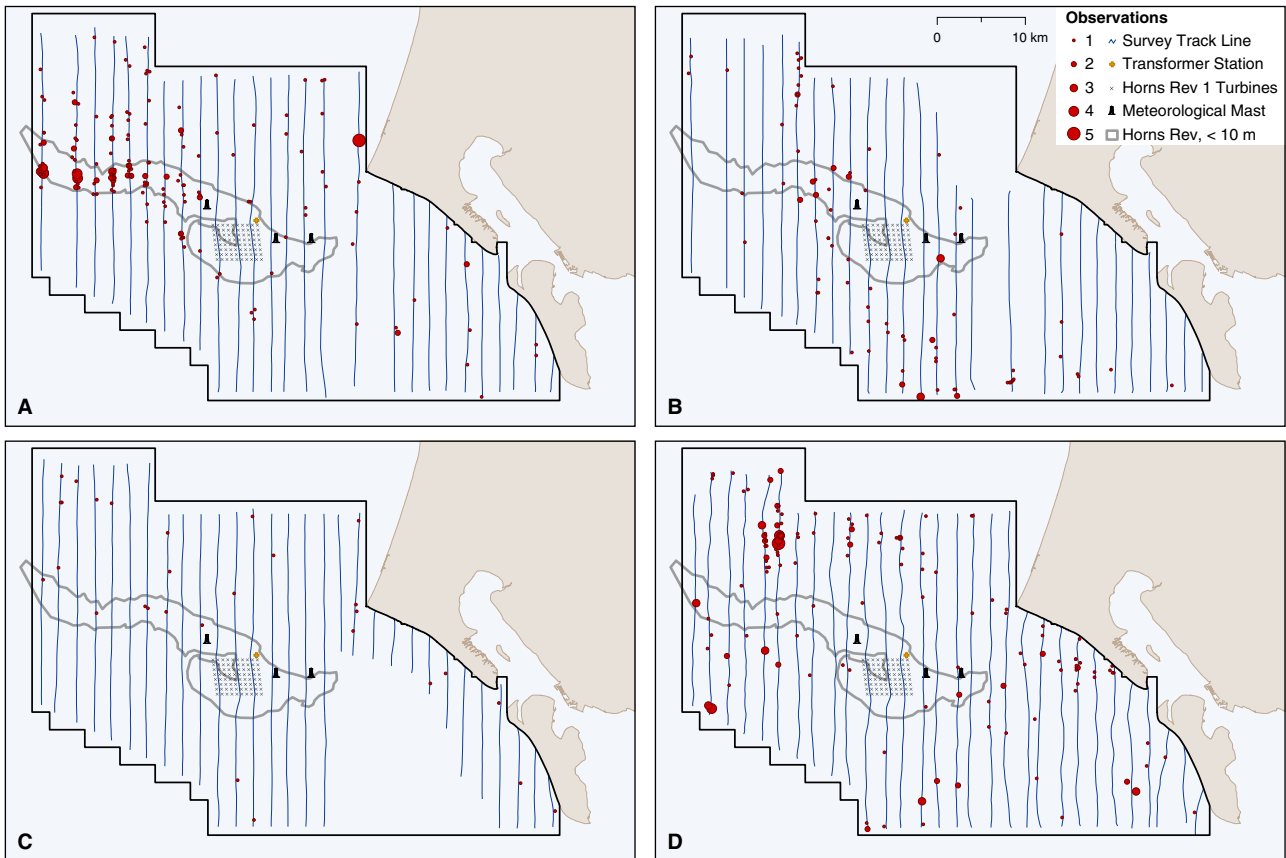 A
B
0 10 km
Observations
1 Survey Track Line
2 Transformer Station
3 Horns Rev 1 Turbines
4 Meteorological Mast
5 Horns Rev, < 10 m
C
D